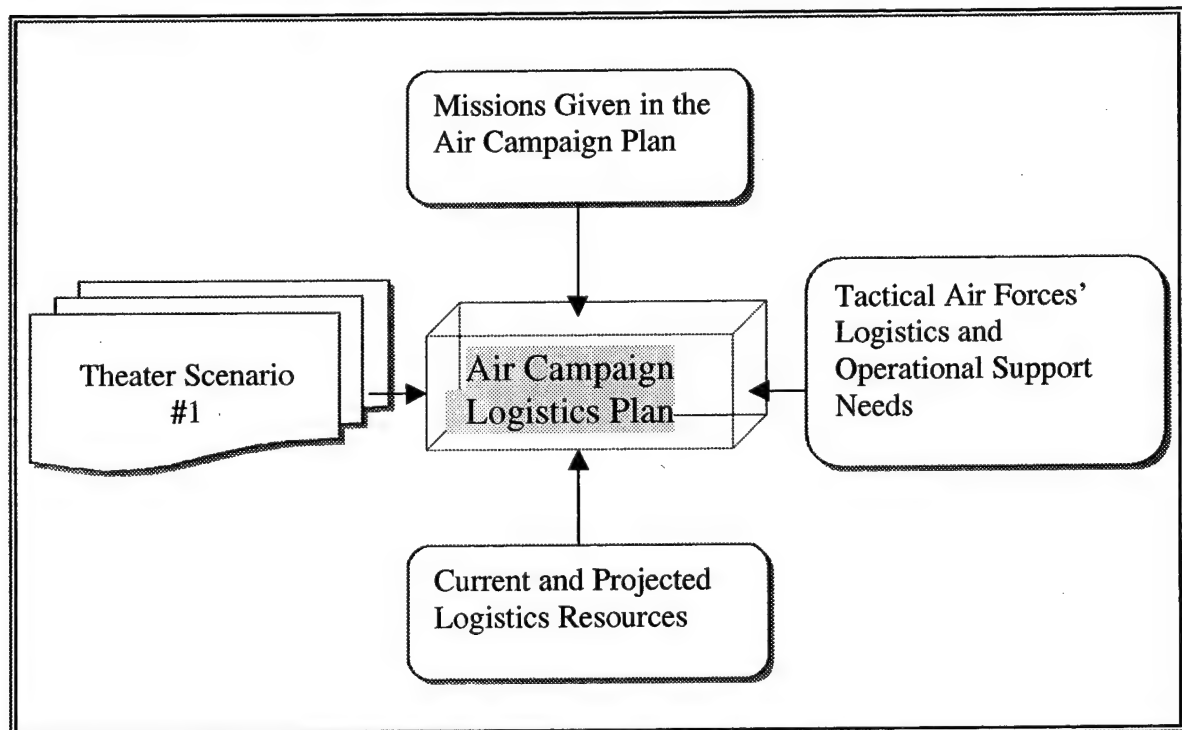 Missions Given in the
Air Campaign Plan
Theater Scenario
#1
Air Campaign
Logistics Plan
Tactical Air Forces’
Logistics and
Operational Support
Needs
Current and Projected
Logistics Resources